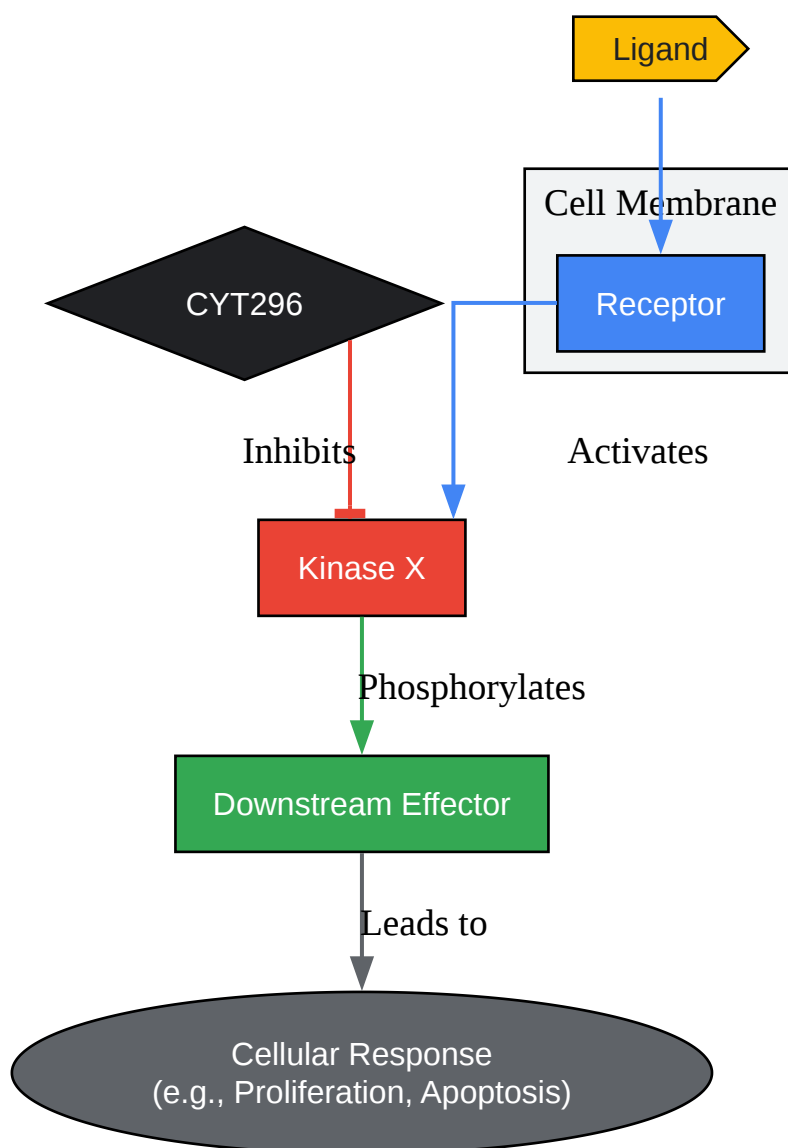 Ligand
Cell Membrane
CYT296
Receptor
Inhibits
Activates
Kinase X
Phosphorylates
Downstream Effector
Leads to
Cellular Response
(e.g., Proliferation, Apoptosis)